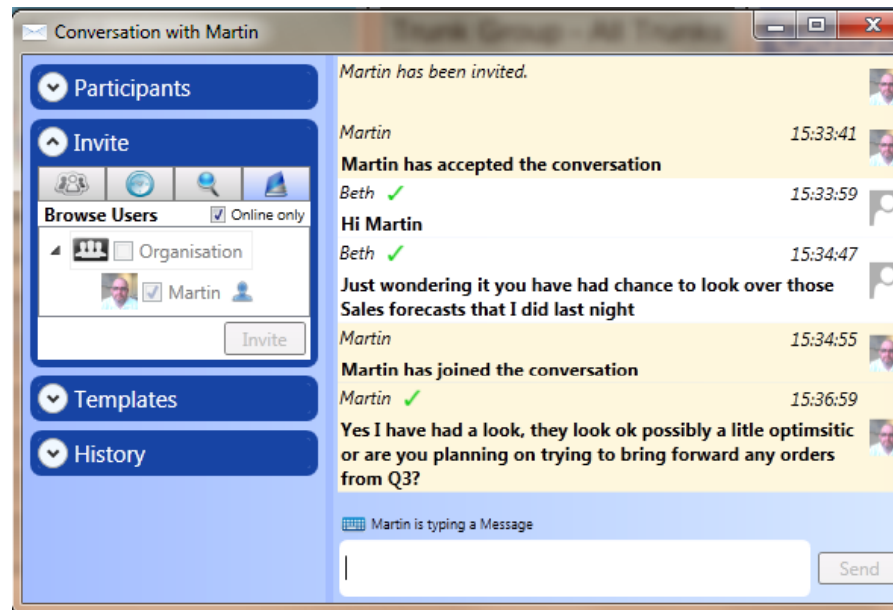 Trunk Group - All Trunks
Conversation with Martin
Participants
Invite
Browse Users
Online only
Organisation
Martin
Invite
Templates
History
Martin has been invited.
Martin 15:33:41
Martin has accepted the conversation
Beth 15:33:59
Hi Martin
Beth 15:34:47
Just wondering it you have had chance to look over those
Sales forecasts that I did last night
Martin 15:34:55
Martin has joined the conversation
Martin 15:36:59
Yes I have had a look, they look ok possibly a litle optimsitic
or are you planning on trying to bring forward any orders
from Q3?
Martin is typing a Message
Send